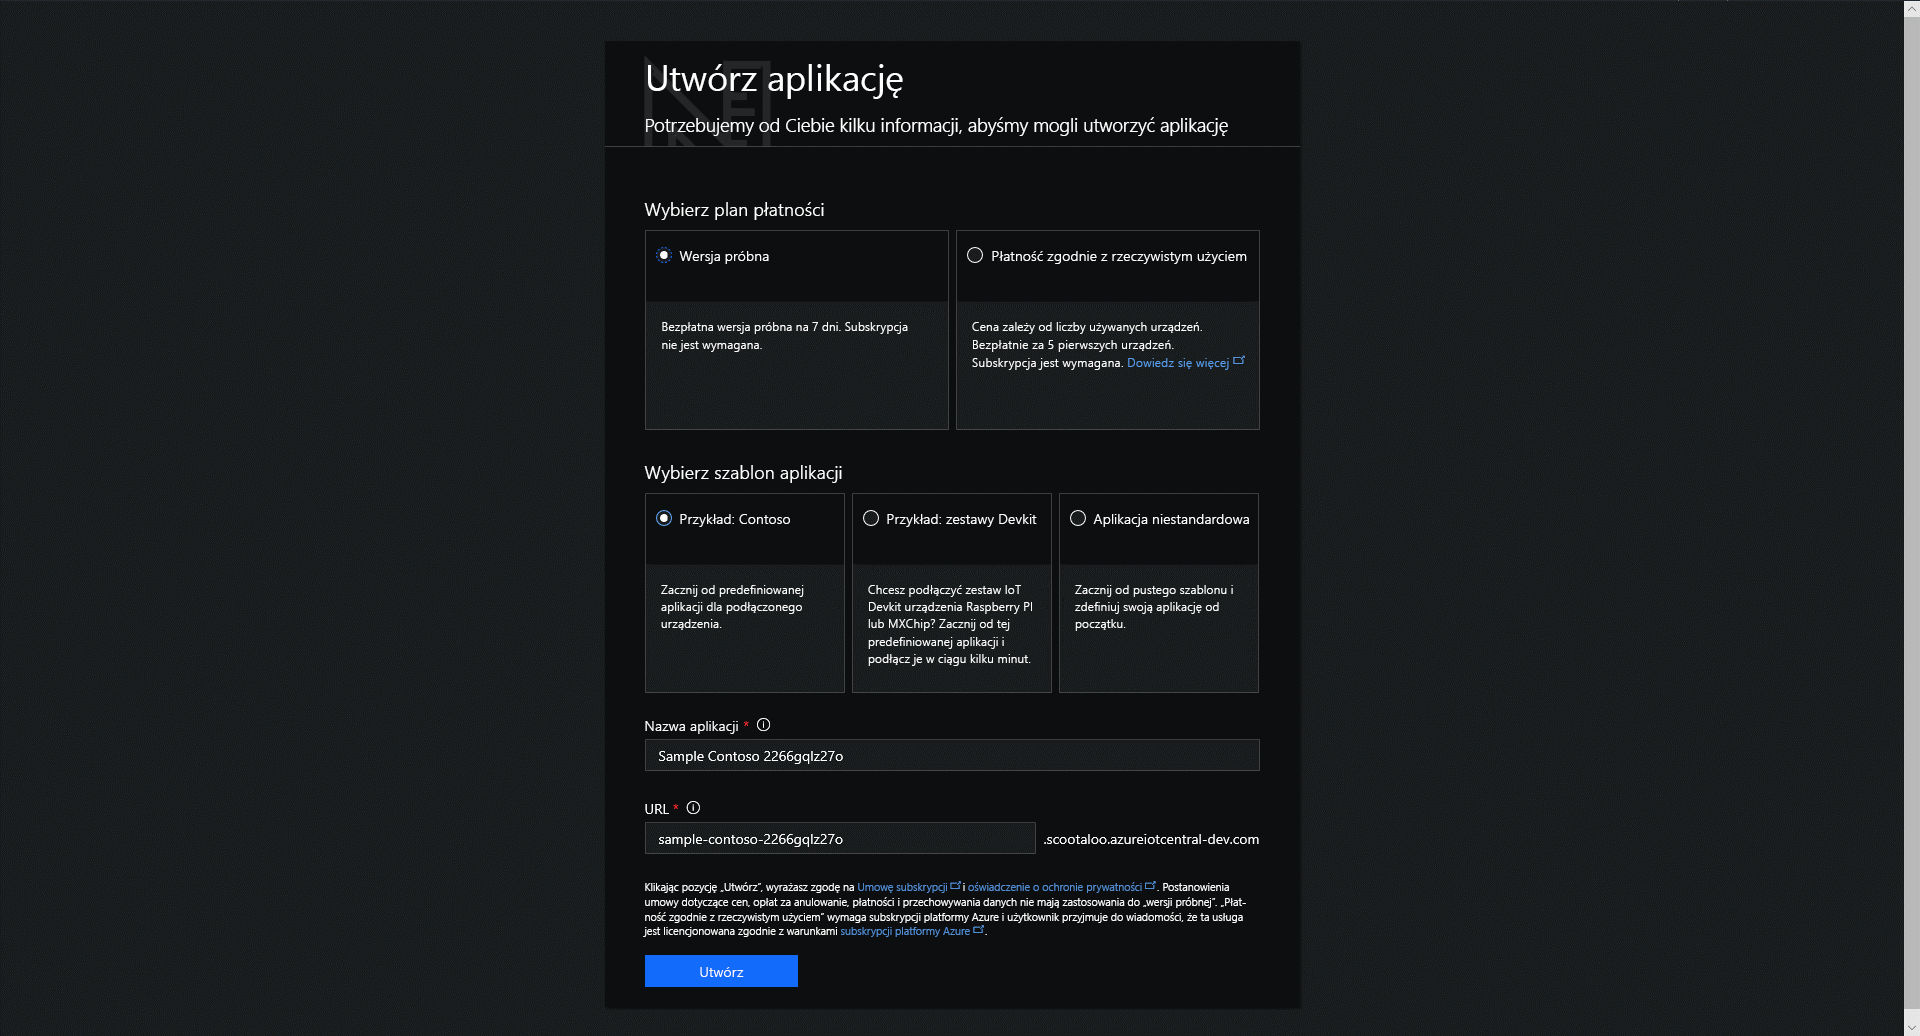 Utwórz aplikację
Potrzebujemy od Ciebie kilku informacji, abyśmy mogli utworzyć aplikację
Wybierz plan płatności
Wersja próbna
Bezpłatna wersja próbna na 7 dni. Subskrypcja
nie jest wymagana.
Płatność zgodnie z rzeczywistym użyciem
Cena zależy od liczby używanych urządzeń.
Bezpłatnie za 5 pierwszych urządzeń.
Subskrypcja jest wymagana. Dowiedz się więcej
Wybierz szablon aplikacji
Przykład: Contoso
Zacznij od predefiniowanej
aplikacji dla podłączonego
urządzenia.
Przykład: zestawy Devkit
Chcesz podłączyć zestaw IoT
Devkit urządzenia Raspberry PI
lub MXChip? Zacznij od tej
predefiniowanej aplikacji i
podłącz je w ciągu kilku minut.
Aplikacja niestandardowa
Zacznij od pustego szablonu i
zdefiniuj swoją aplikację od
początku.
Nazwa aplikacji *
Sample Contoso 2266gqlz27o
URL *
sample-contoso-2266gqlz27o .scootaloo.azureiotcentral-dev.com
Klikając pozycję „Utwórz”, wyrażasz zgodę na Umowę subskrypcji i oświadczenie o ochronie prywatności. Postanowienia
umowy dotyczące cen, opłat za anulowanie, płatności i przechowywania danych nie mają zastosowania do „wersji próbnej”. „Płat-
ność zgodnie z rzeczywistym użyciem” wymaga subskrypcji platformy Azure i użytkownik przyjmuje do wiadomości, że ta usługa
jest licencjonowana zgodnie z warunkami subskrypcji platformy Azure.
Utwórz